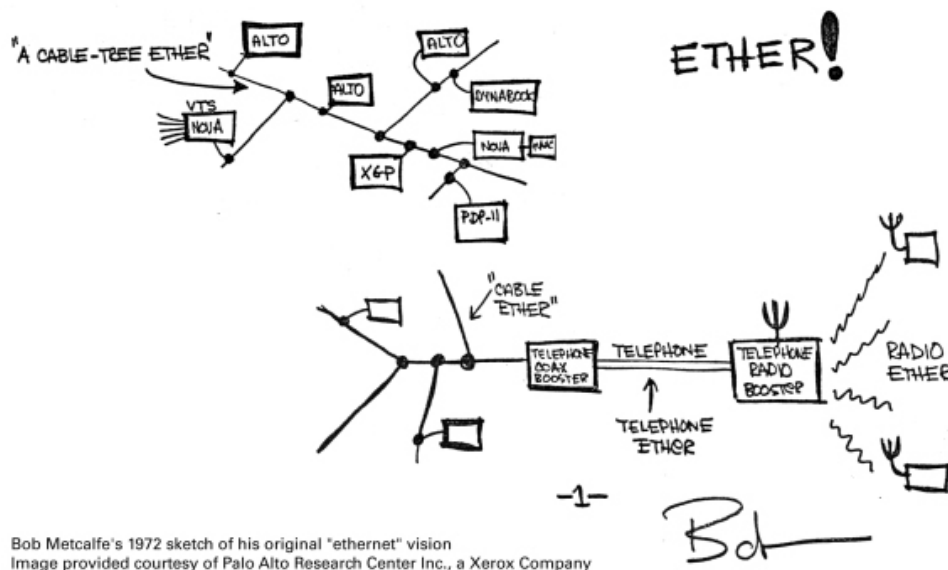 "A CABLE-TREE ETHER"
ALTO
ALTO
ETHER!
ALTO
DYNABOOK
VTS
NOVA
XGP
NOVA
PDP-11
"CABLE
ETHER"
TELEPHONE
COAX
BOOSTER
TELEPHONE
TELEPHONE
RADIO
BOOSTER
RADIO
ETHER
TELEPHONE
ETHER
-1-
Bob Metcalfe's 1972 sketch of his original "ethernet" vision
Image provided courtesy of Palo Alto Research Center Inc., a Xerox Company